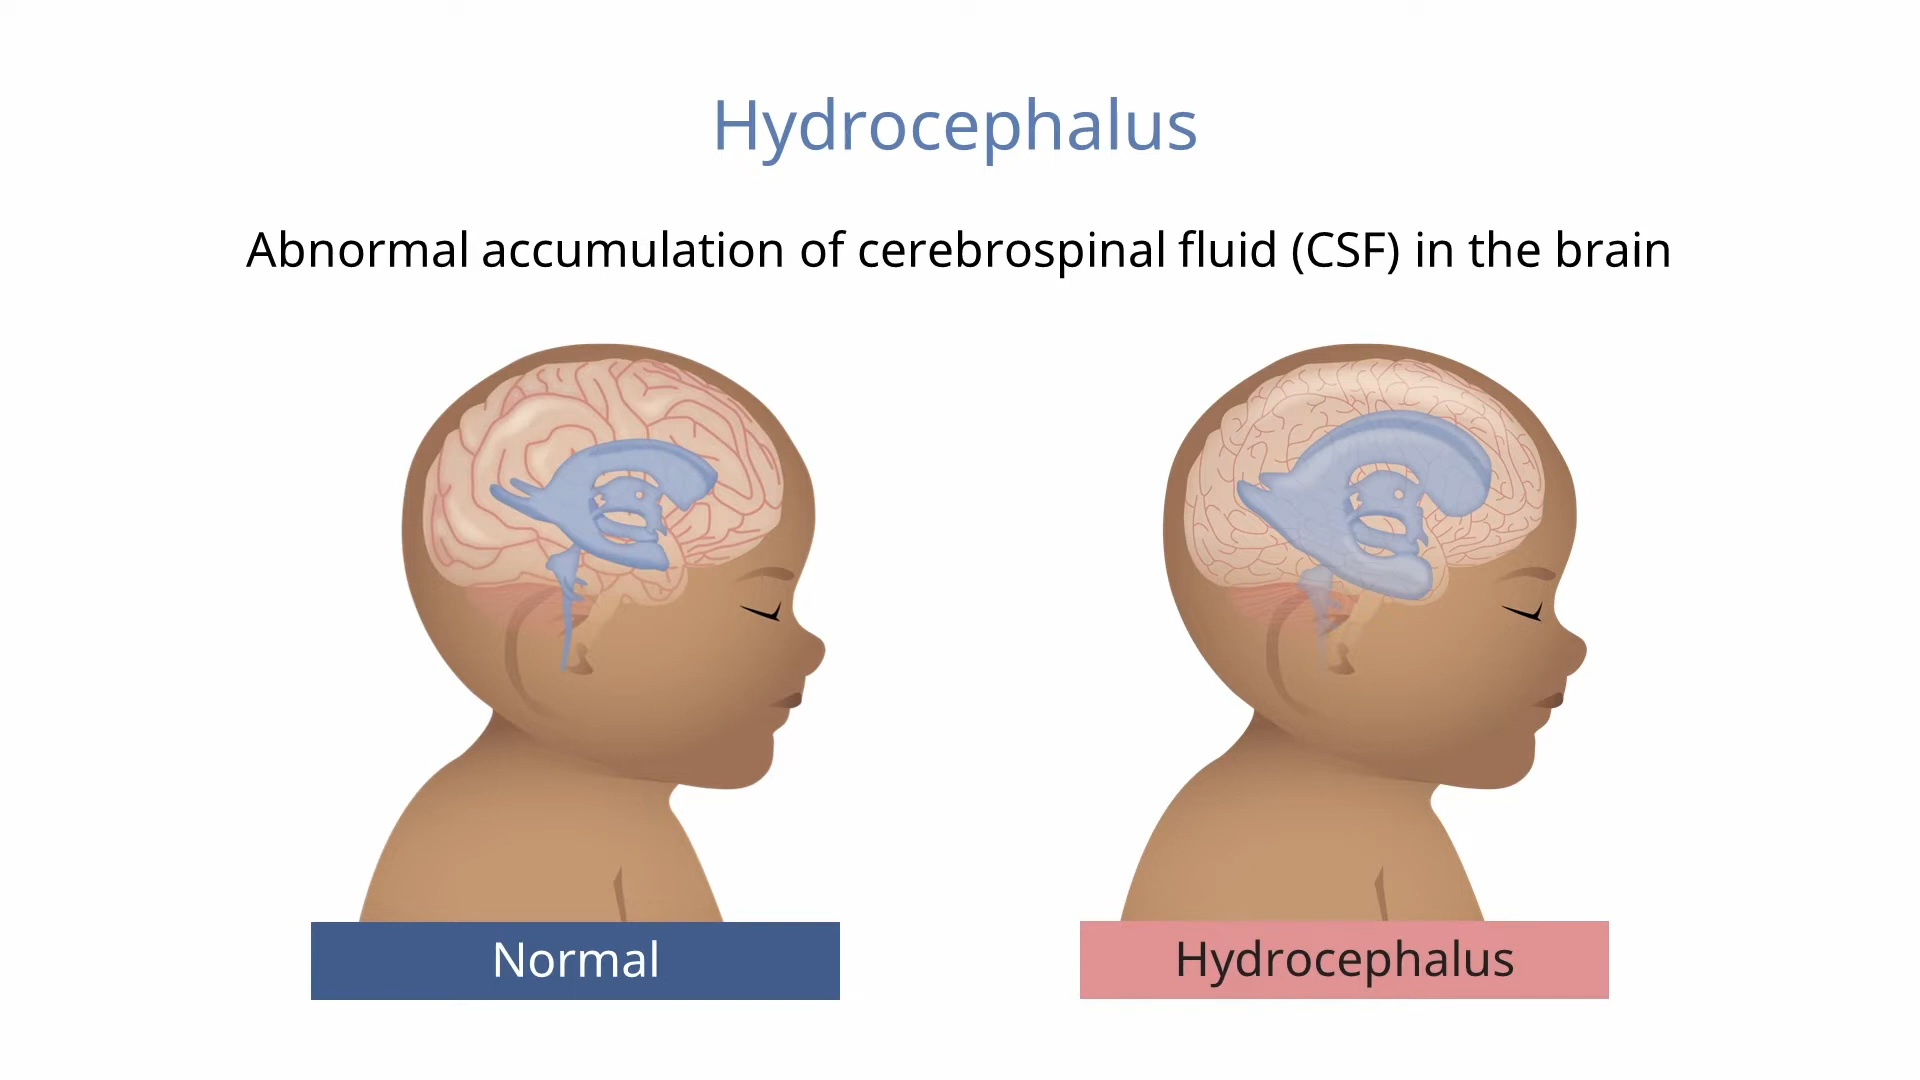 Hydrocephalus
Abnormal accumulation of cerebrospinal fluid (CSF) in the brain
Normal
Hydrocephalus